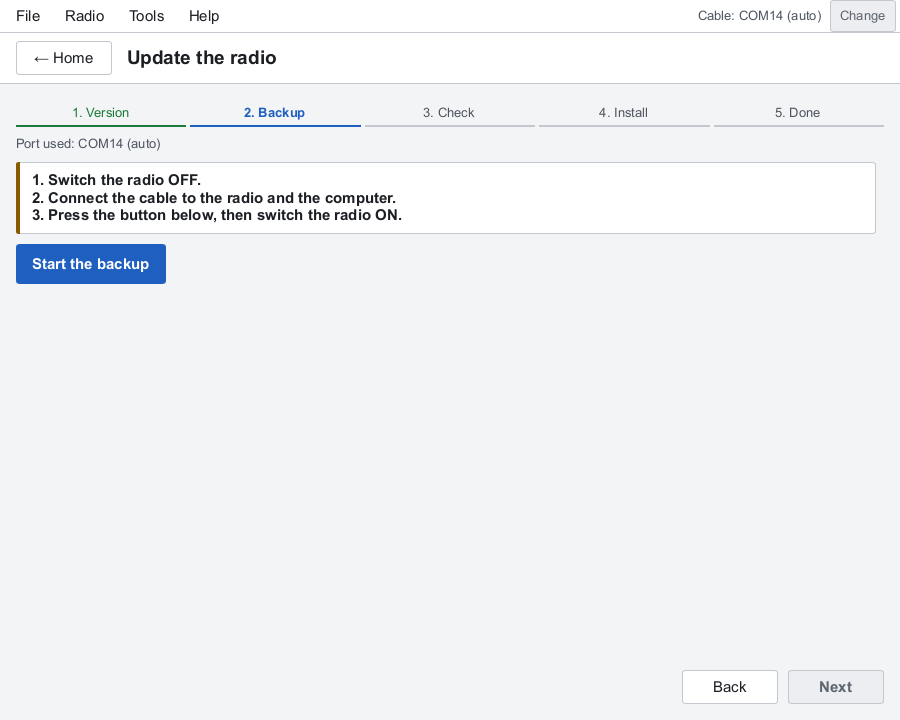 File Radio Tools Help Cable: COM14 (auto) Change
← Home Update the radio
1. Version 2. Backup 3. Check 4. Install 5. Done
Port used: COM14 (auto)
1. Switch the radio OFF.
2. Connect the cable to the radio and the computer.
3. Press the button below, then switch the radio ON.
Start the backup
Back Next